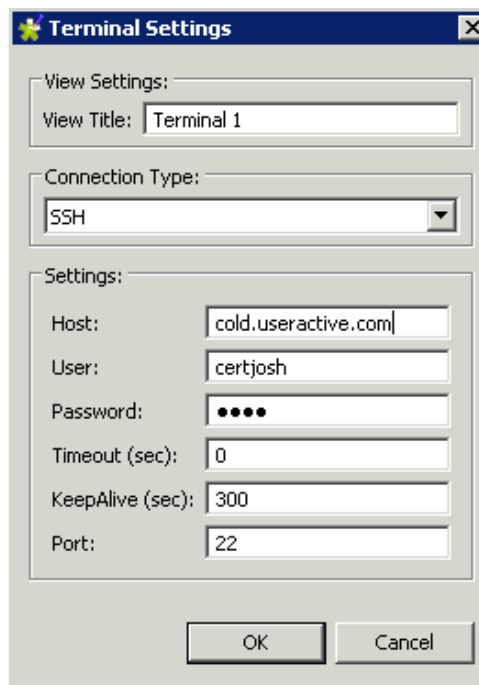 Terminal Settings
View Settings:
View Title: Terminal 1
Connection Type:
SSH
Settings:
Host: cold.useractive.com
User: certjosh
Password: ●●●●
Timeout (sec): 0
KeepAlive (sec): 300
Port: 22
OK Cancel